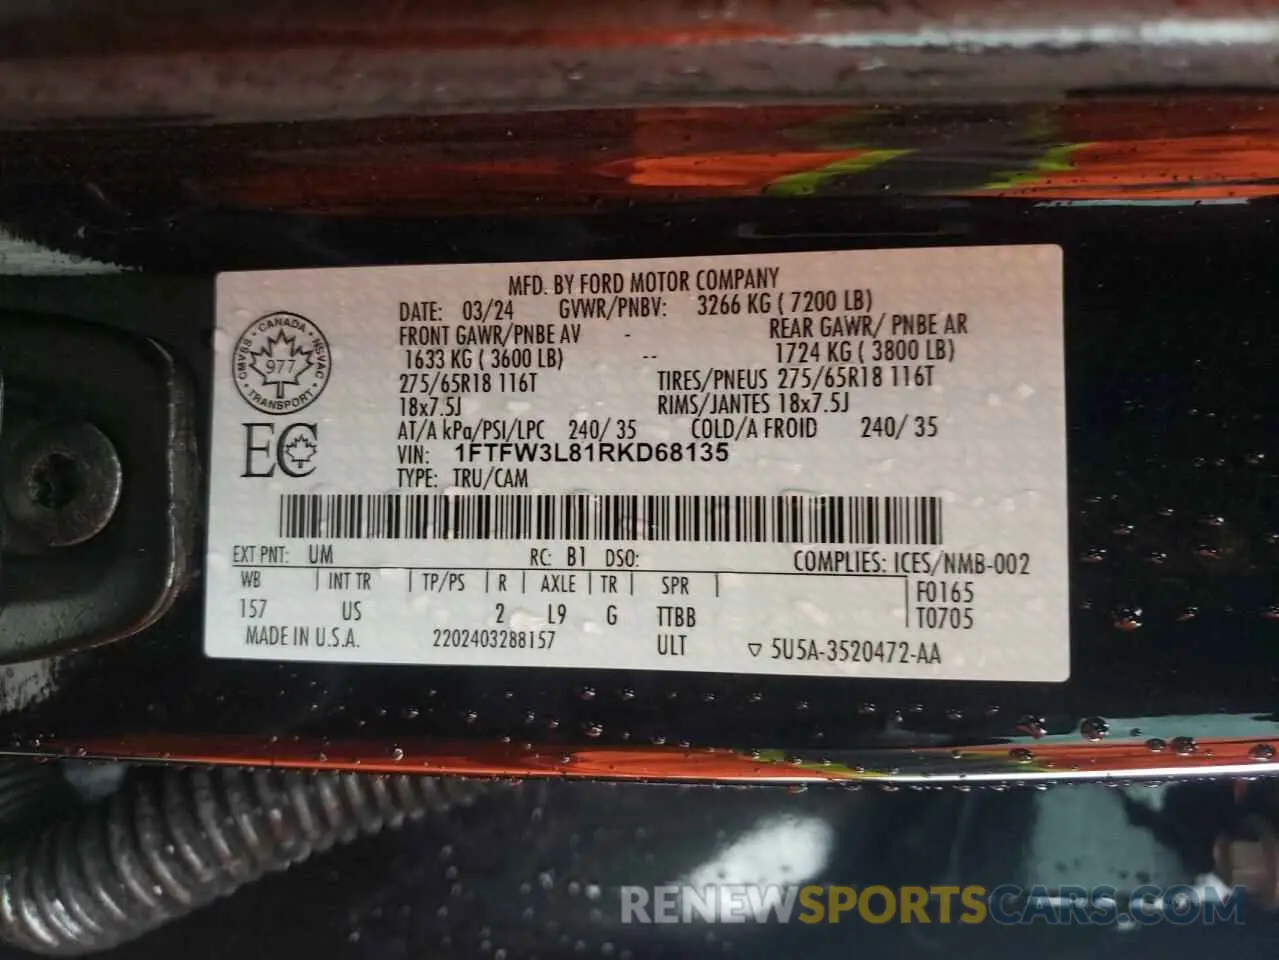 MFD. BY FORD MOTOR COMPANY
DATE: 03/24 GVWR/PNBV: 3266 KG ( 7200 LB)
FRONT GAWR/PNBE AV - REAR GAWR/ PNBE AR
1633 KG ( 3600 LB) -- 1724 KG ( 3800 LB)
275/65R18 116T TIRES/PNEUS 275/65R18 116T
18x7.5J RIMS/JANTES 18x7.5J
AT/A kPa/PSI/LPC 240/ 35 COLD/A FROID 240/ 35
VIN: 1FTFW3L81RKD68135
TYPE: TRU/CAM
CANADA
CMVSS • NSVAC
977
TRANSPORT
EC
EXT PNT: UM RC: B1 DSO: COMPLIES: ICES/NMB-002
WB | INT TR | TP/PS | R | AXLE | TR | SPR | F0165
157 US 2 L9 G TTBB T0705
MADE IN U.S.A. 2202403288157 ULT ▽ 5U5A-3520472-AA
RENEWSPORTSCARS.COM